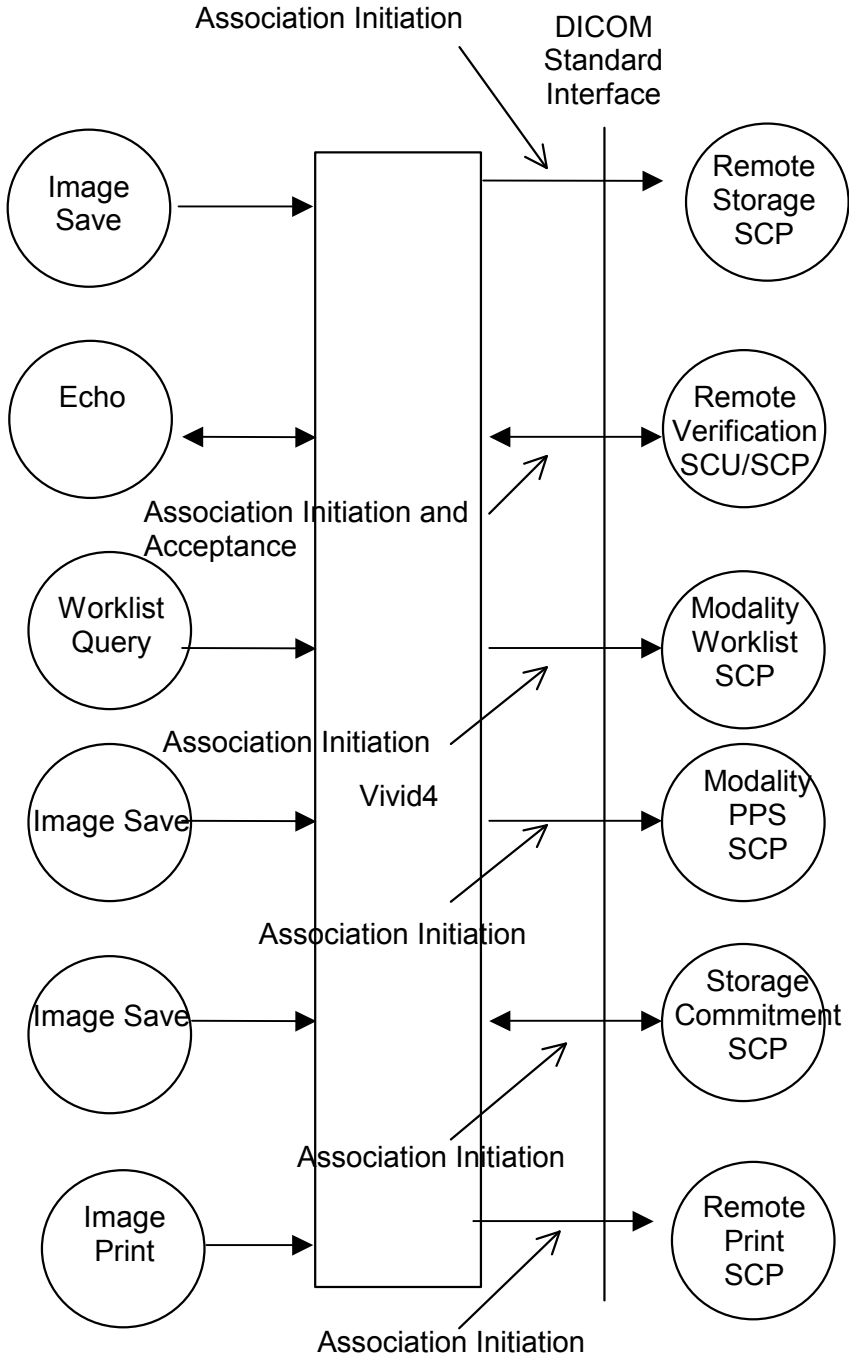 Association Initiation
DICOM
Standard
Interface
Image
Save
Remote
Storage
SCP
Echo
Remote
Verification
SCU/SCP
Association Initiation and
Acceptance
Worklist
Query
Modality
Worklist
SCP
Association Initiation
Vivid4
Image Save
Modality
PPS
SCP
Association Initiation
Image Save
Storage
Commitment
SCP
Association Initiation
Image
Print
Remote
Print
SCP
Association Initiation